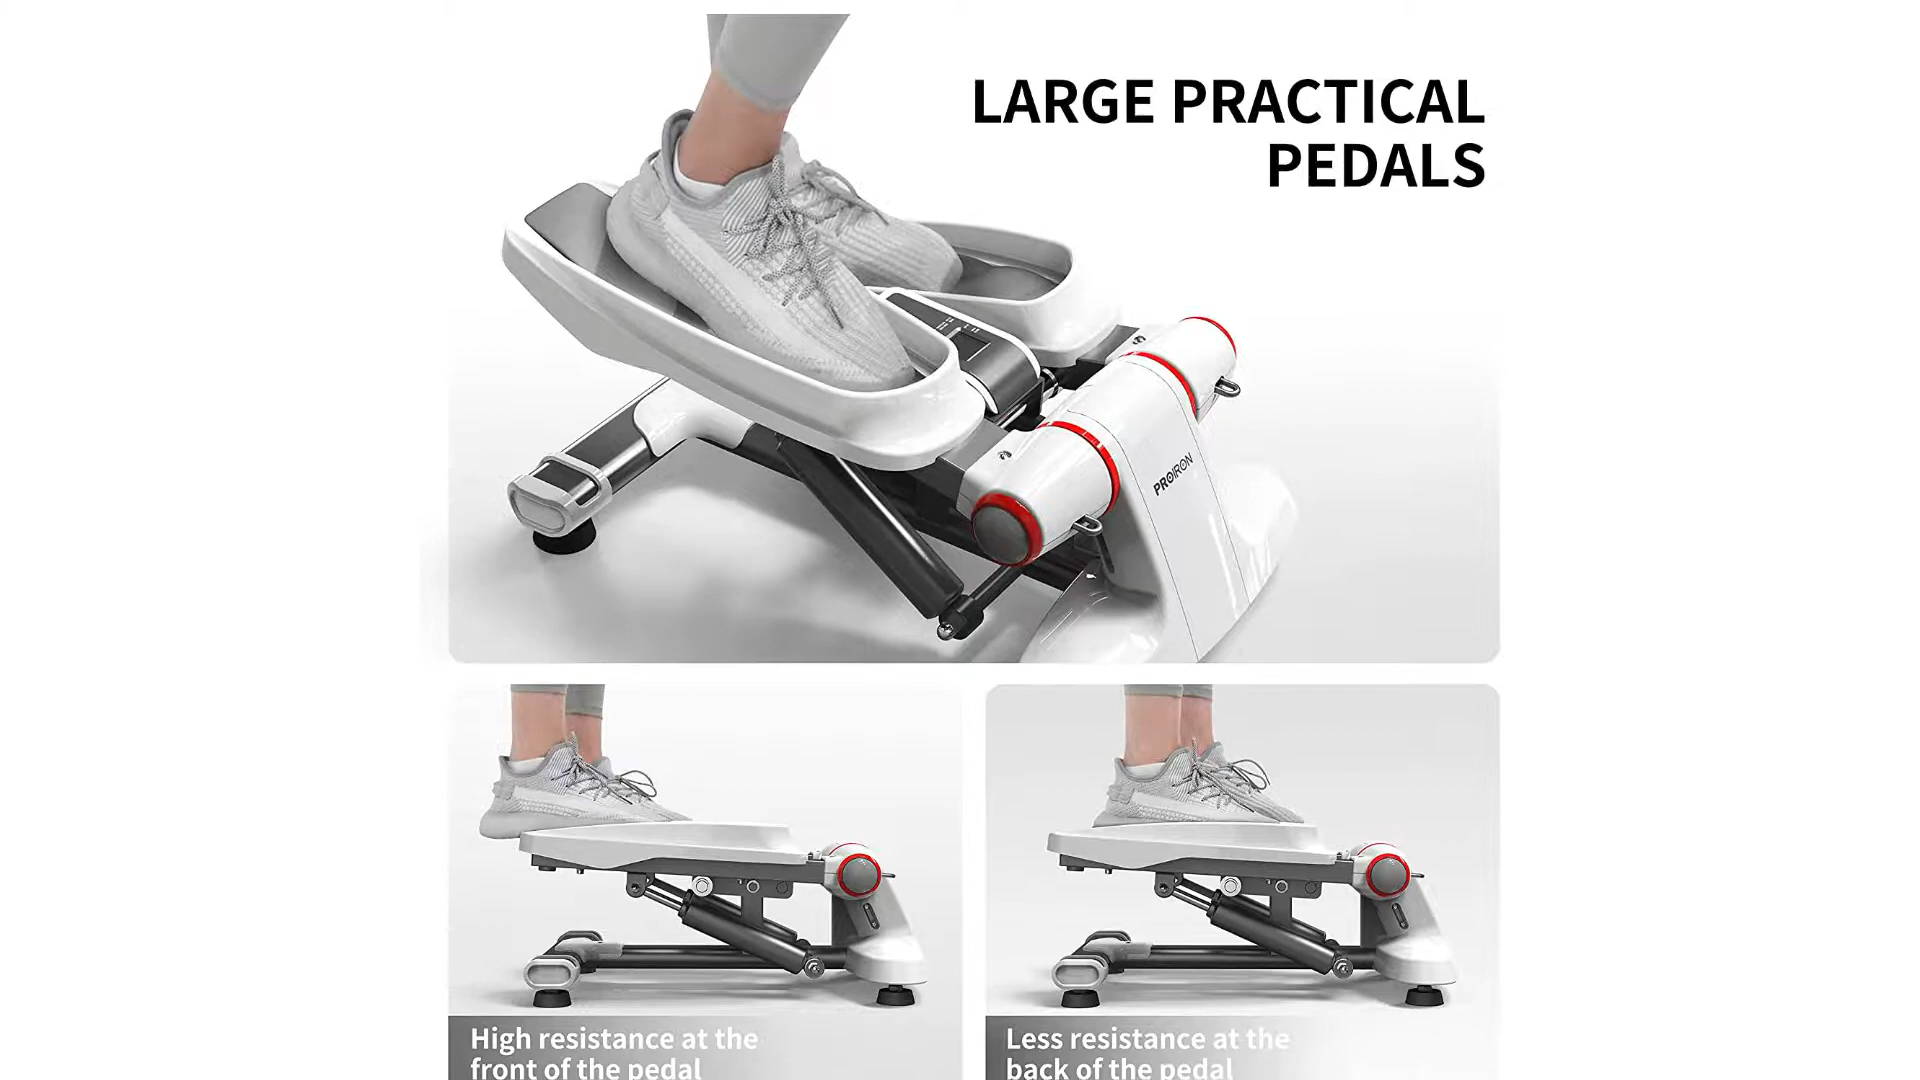 LARGE PRACTICAL
PEDALS
PROIRON
High resistance at the
front of the pedal
Less resistance at the
back of the pedal